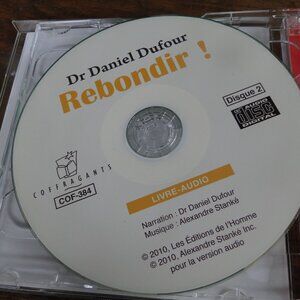 Dr Daniel Dufour
Rebondir !
Disque 2
COMPACT
disc
DIGITAL AUDIO
COFFRAGANTS
COF-384
LIVRE-AUDIO
Narration : Dr Daniel Dufour
Musique : Alexandre Stanké
© 2010, Les Éditions de l'Homme
© 2010, Alexandre Stanké Inc.
pour la version audio